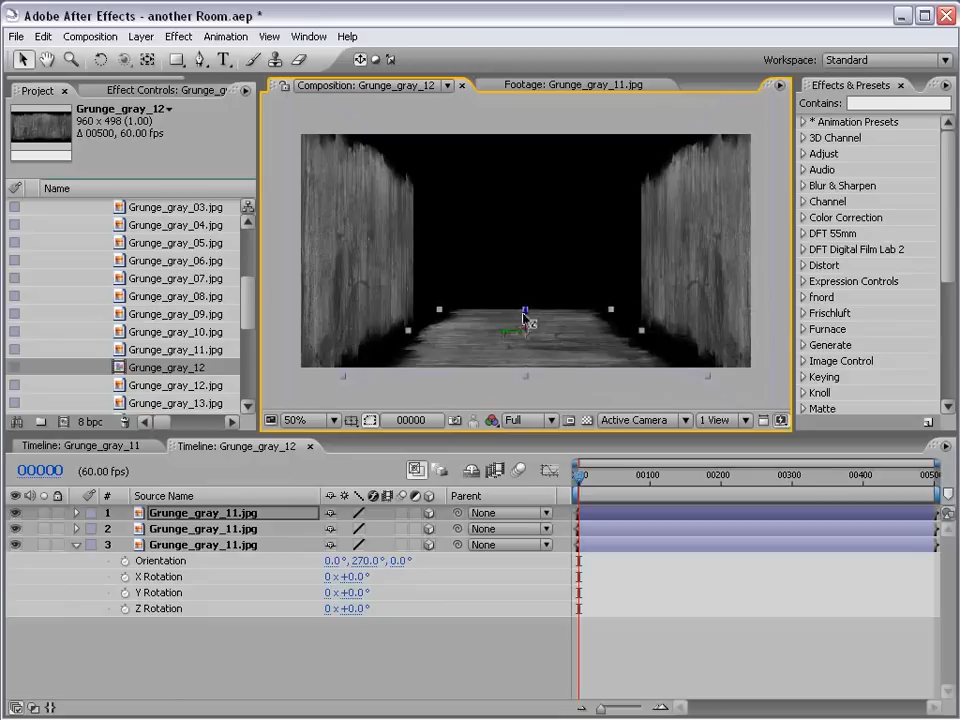 Adobe After Effects - another Room.aep *
File Edit Composition Layer Effect Animation View Window Help
Workspace: Standard
Project Effect Controls: Grunge_g
Composition: Grunge_gray_12
Footage: Grunge_gray_11.jpg
Effects & Presets
Grunge_gray_12
960 x 498 (1.00)
Δ 00500, 60.00 fps
Contains:
Name
Grunge_gray_03.jpg
Grunge_gray_04.jpg
Grunge_gray_05.jpg
Grunge_gray_06.jpg
Grunge_gray_07.jpg
Grunge_gray_08.jpg
Grunge_gray_09.jpg
Grunge_gray_10.jpg
Grunge_gray_11.jpg
Grunge_gray_12
Grunge_gray_12.jpg
Grunge_gray_13.jpg
8 bpc
50% 00000 Full Active Camera 1 View
* Animation Presets
3D Channel
Adjust
Audio
Blur & Sharpen
Channel
Color Correction
DFT 55mm
DFT Digital Film Lab 2
Distort
Expression Controls
fnord
Frischluft
Furnace
Generate
Image Control
Keying
Knoll
Matte
Timeline: Grunge_gray_11 Timeline: Grunge_gray_12
00000 (60.00 fps)
00100 00200 00300 00400 0050
# Source Name Parent
1 Grunge_gray_11.jpg None
2 Grunge_gray_11.jpg None
3 Grunge_gray_11.jpg None
Orientation 0.0°, 270.0°, 0.0°
X Rotation 0 x+0.0°
Y Rotation 0 x+0.0°
Z Rotation 0 x+0.0°